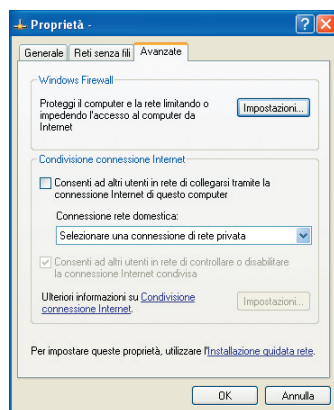 Proprietà -
Generale Reti senza fili Avanzate
Windows Firewall
Proteggi il computer e la rete limitando o
impedendo l'accesso al computer da
Internet
Impostazioni...
Condivisione connessione Internet
Consenti ad altri utenti in rete di collegarsi tramite la
connessione Internet di questo computer
Connessione rete domestica:
Selezionare una connessione di rete privata
Consenti ad altri utenti in rete di controllare o disabilitare
la connessione Internet condivisa
Ulteriori informazioni su Condivisione
connessione Internet.
Impostazioni...
Per impostare queste proprietà, utilizzare l'Installazione guidata rete.
OK Annulla